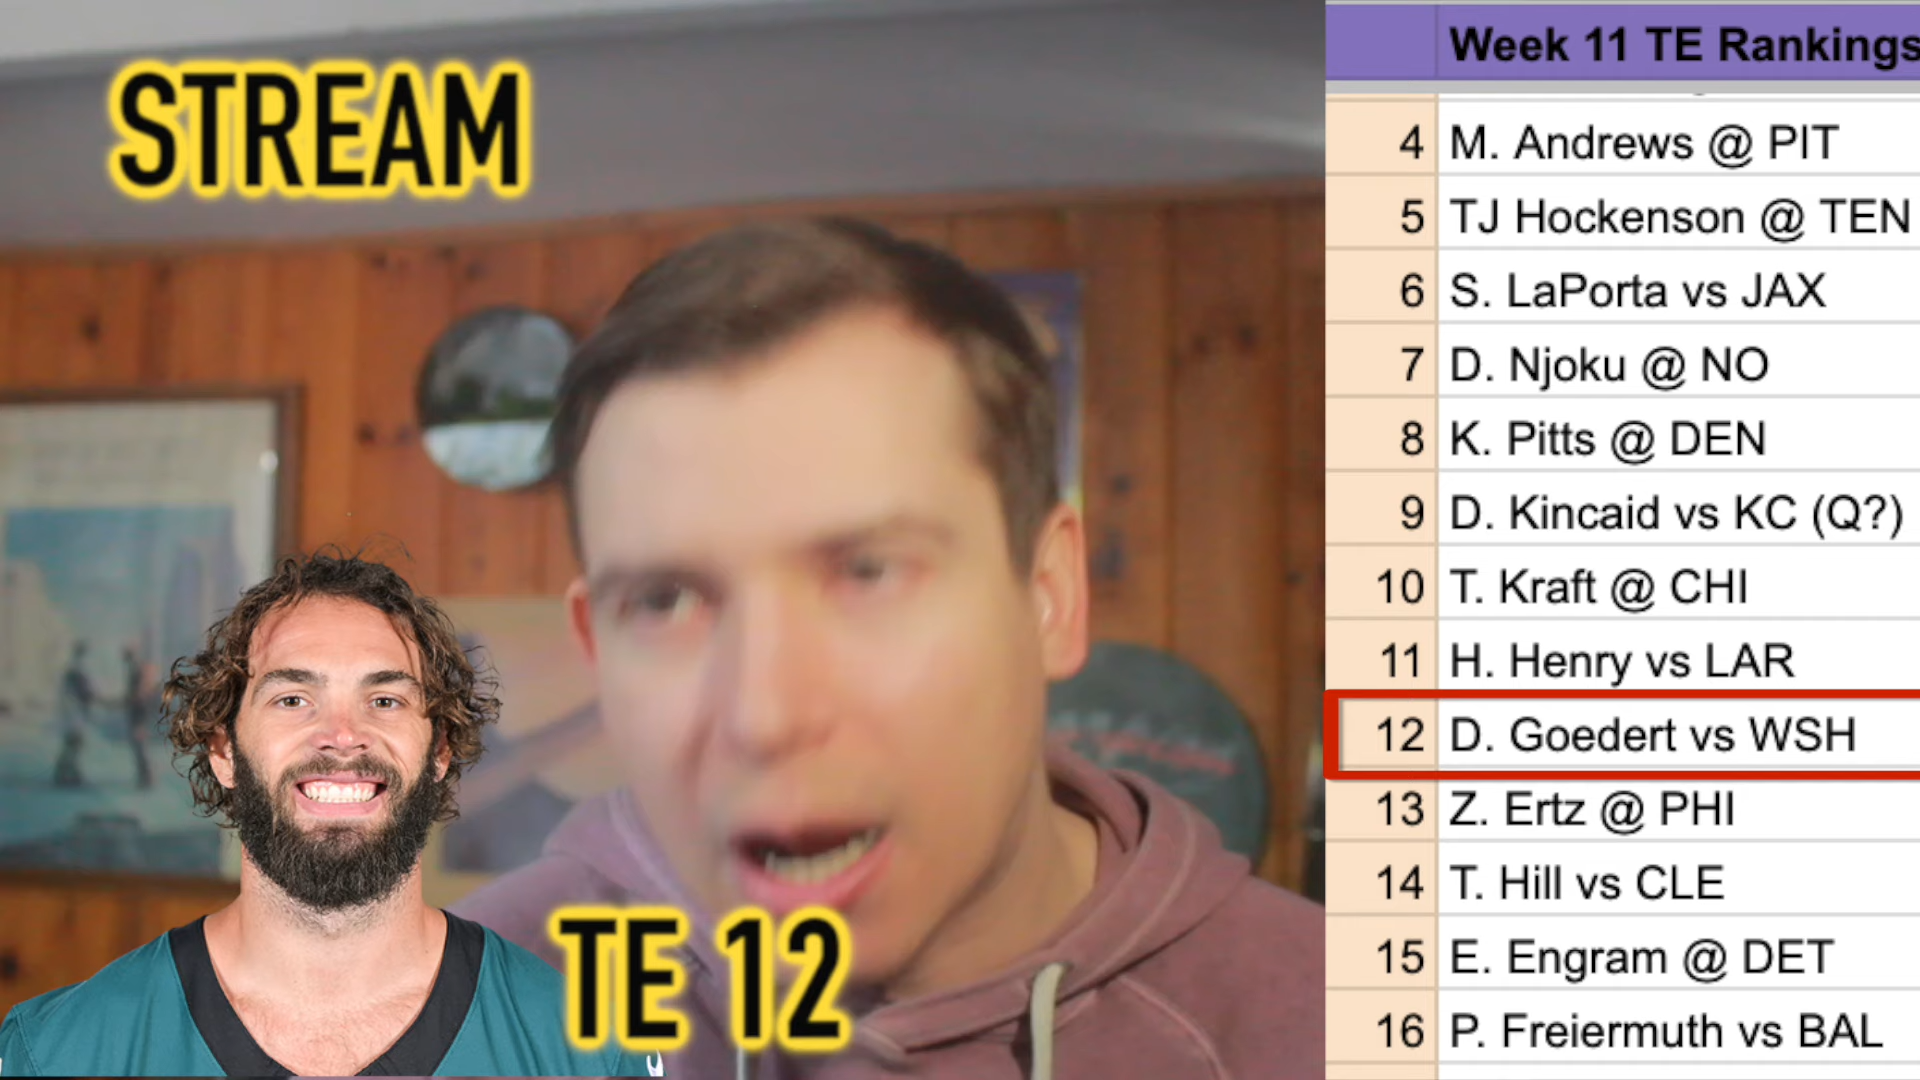 STREAM
TE 12
Week 11 TE Rankings
4 M. Andrews @ PIT
5 TJ Hockenson @ TEN
6 S. LaPorta vs JAX
7 D. Njoku @ NO
8 K. Pitts @ DEN
9 D. Kincaid vs KC (Q?)
10 T. Kraft @ CHI
11 H. Henry vs LAR
12 D. Goedert vs WSH
13 Z. Ertz @ PHI
14 T. Hill vs CLE
15 E. Engram @ DET
16 P. Freiermuth vs BAL